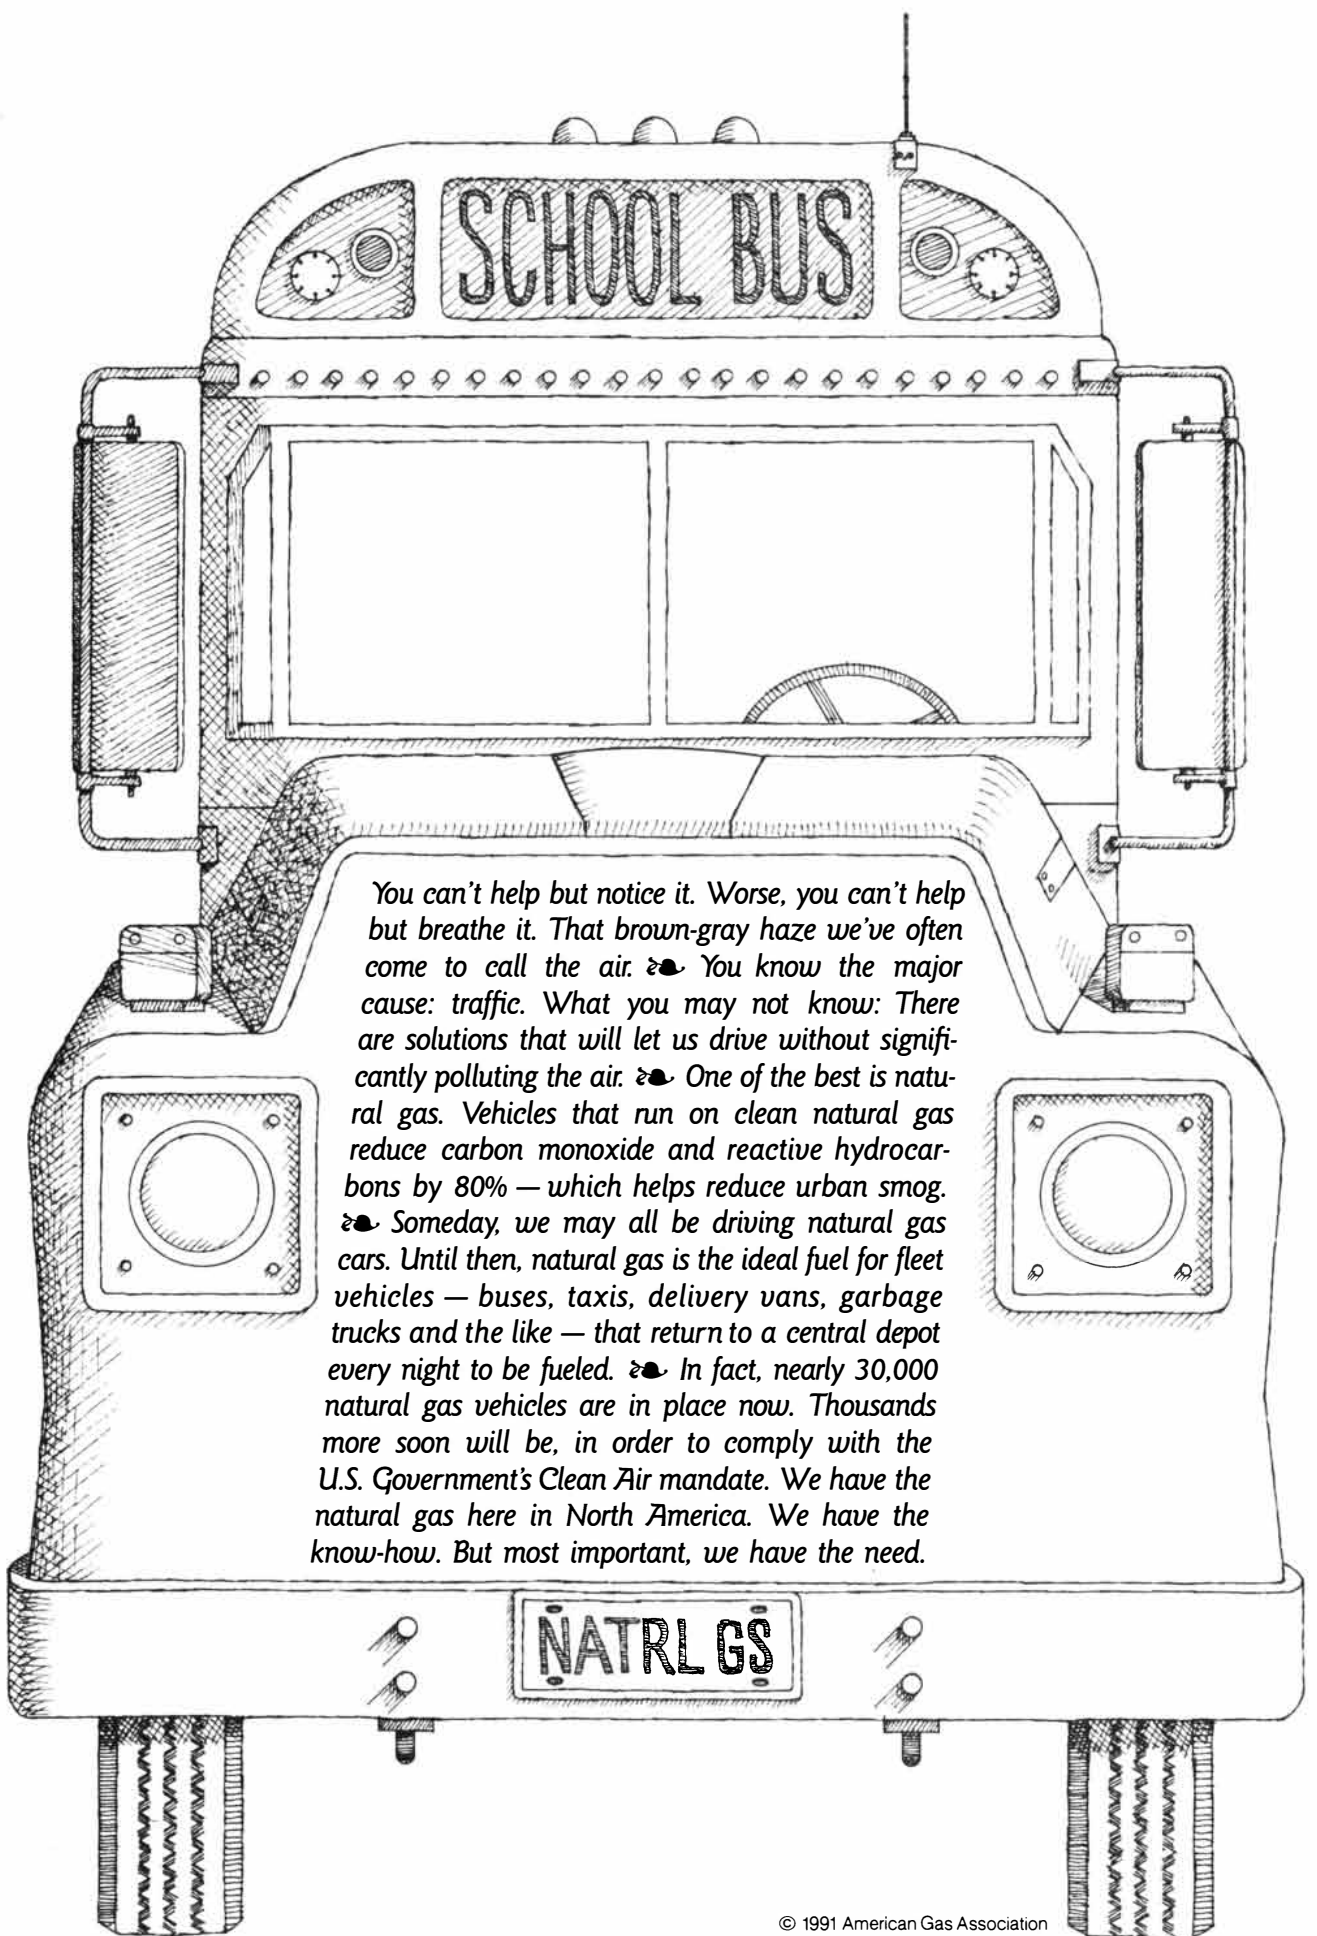 SCHOOL BUS
You can't help but notice it. Worse, you can't help
but breathe it. That brown-gray haze we've often
come to call the air. ❧ You know the major
cause: traffic. What you may not know: There
are solutions that will let us drive without signifi-
cantly polluting the air. ❧ One of the best is natu-
ral gas. Vehicles that run on clean natural gas
reduce carbon monoxide and reactive hydrocar-
bons by 80% — which helps reduce urban smog.
❧ Someday, we may all be driving natural gas
cars. Until then, natural gas is the ideal fuel for fleet
vehicles — buses, taxis, delivery vans, garbage
trucks and the like — that return to a central depot
every night to be fueled. ❧ In fact, nearly 30,000
natural gas vehicles are in place now. Thousands
more soon will be, in order to comply with the
U.S. Government's Clean Air mandate. We have the
natural gas here in North America. We have the
know-how. But most important, we have the need.
NATRL GS
© 1991 American Gas Association